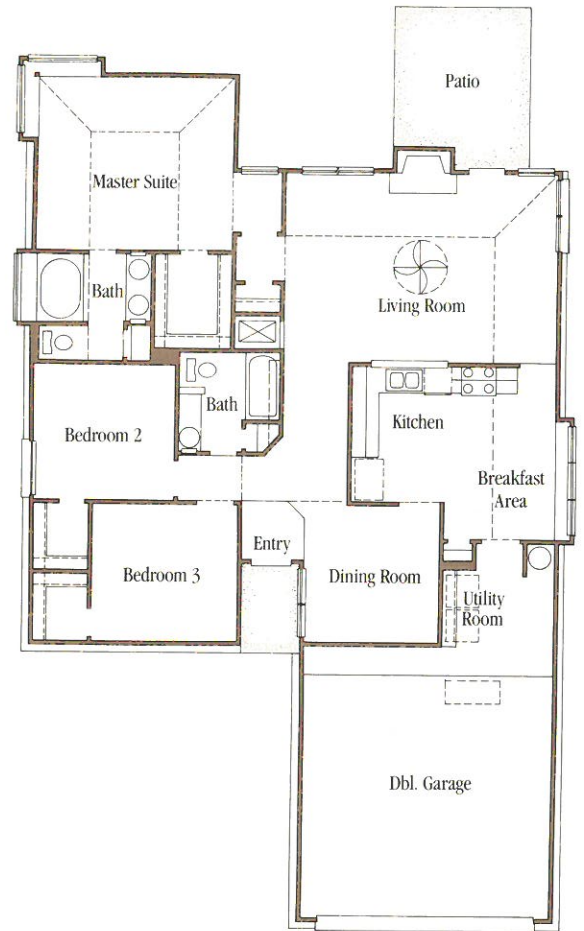 Patio
Master Suite
Bath
Living Room
Bath
Bedroom 2
Kitchen
Breakfast
Area
Entry
Bedroom 3
Dining Room
Utility
Room
Dbl. Garage